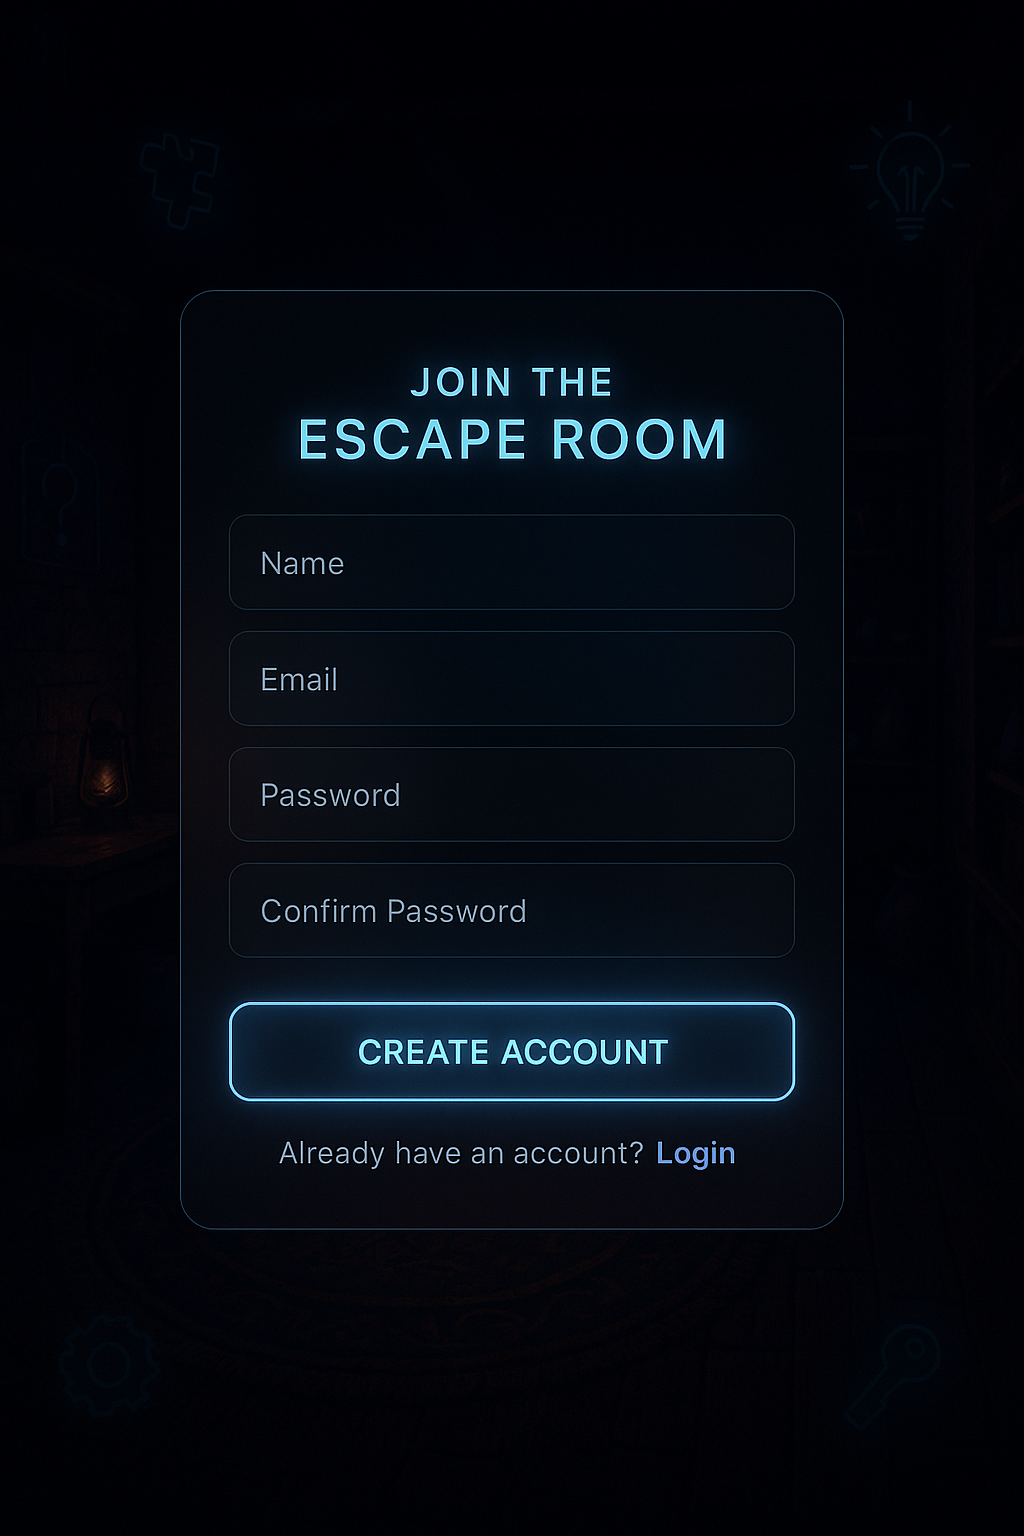 JOIN THE
ESCAPE ROOM
Name
Email
Password
Confirm Password
CREATE ACCOUNT
Already have an account? Login
?